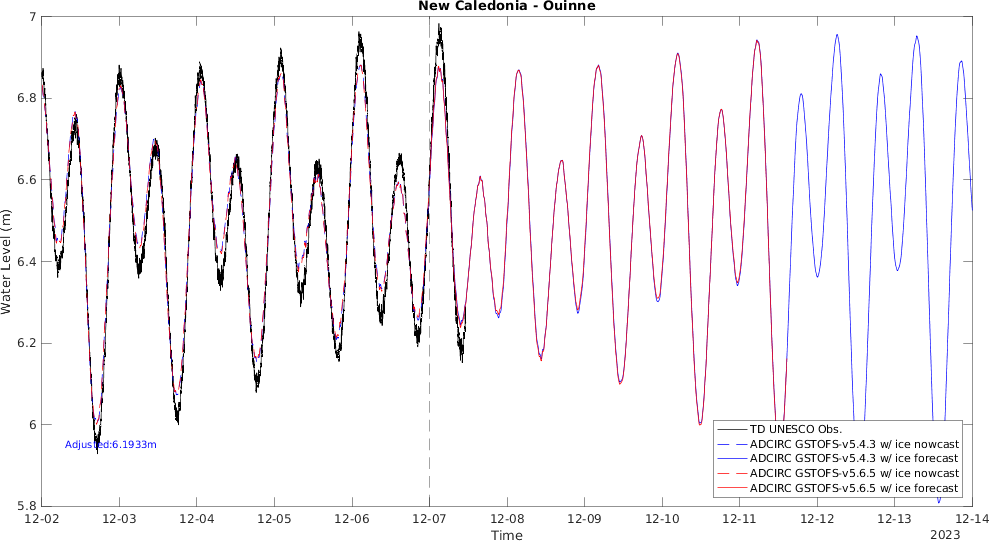 New Caledonia - Ouinne
7
6.8
6.6
6.4
6.2
6
5.8
Water Level (m)
Adjusted:6.1933m
TD UNESCO Obs.
ADCIRC GSTOFS-v5.4.3 w/ ice nowcast
ADCIRC GSTOFS-v5.4.3 w/ ice forecast
ADCIRC GSTOFS-v5.6.5 w/ ice nowcast
ADCIRC GSTOFS-v5.6.5 w/ ice forecast
12-02 12-03 12-04 12-05 12-06 12-07 12-08 12-09 12-10 12-11 12-12 12-13 12-14
Time
2023